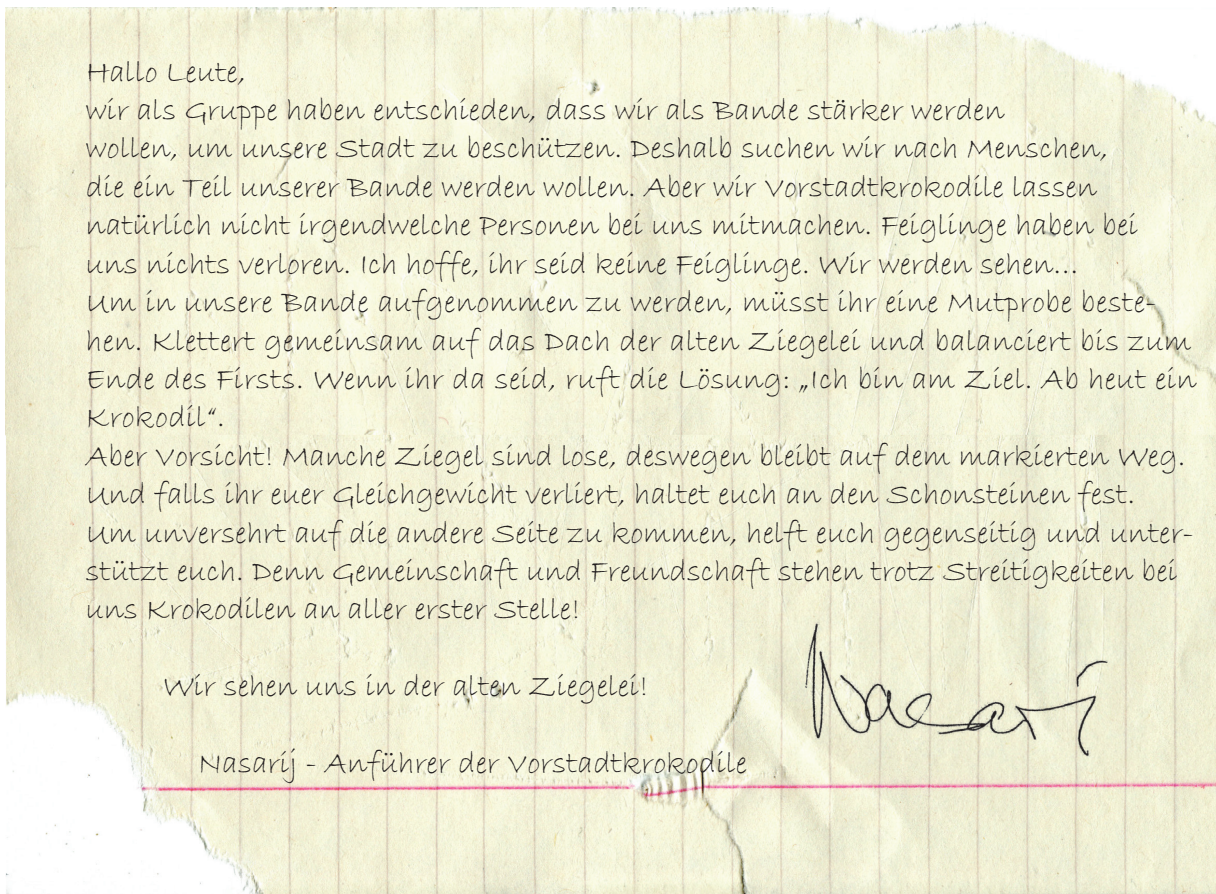 Hallo Leute,
wir als Gruppe haben entschieden, dass wir als Bande stärker werden
wollen, um unsere Stadt zu beschützen. Deshalb suchen wir nach Menschen,
die ein Teil unserer Bande werden wollen. Aber wir Vorstadtkrokodile lassen
natürlich nicht irgendwelche Personen bei uns mitmachen. Feiglinge haben bei
uns nichts verloren. Ich hoffe, ihr seid keine Feiglinge. Wir werden sehen...
Um in unsere Bande aufgenommen zu werden, müsst ihr eine Mutprobe beste-
hen. Klettert gemeinsam auf das Dach der alten Ziegelei und balanciert bis zum
Ende des Firsts. Wenn ihr da seid, ruft die Lösung: „Ich bin am Ziel. Ab heut ein
Krokodil“.
Aber Vorsicht! Manche Ziegel sind lose, deswegen bleibt auf dem markierten Weg.
Und falls ihr euer Gleichgewicht verliert, haltet euch an den Schonsteinen fest.
Um unversehrt auf die andere Seite zu kommen, helft euch gegenseitig und unter-
stützt euch. Denn Gemeinschaft und Freundschaft stehen trotz Streitigkeiten bei
uns Krokodilen an aller erster Stelle!
Wir sehen uns in der alten Ziegelei!
Nasarij
Nasarij - Anführer der Vorstadtkrokodile